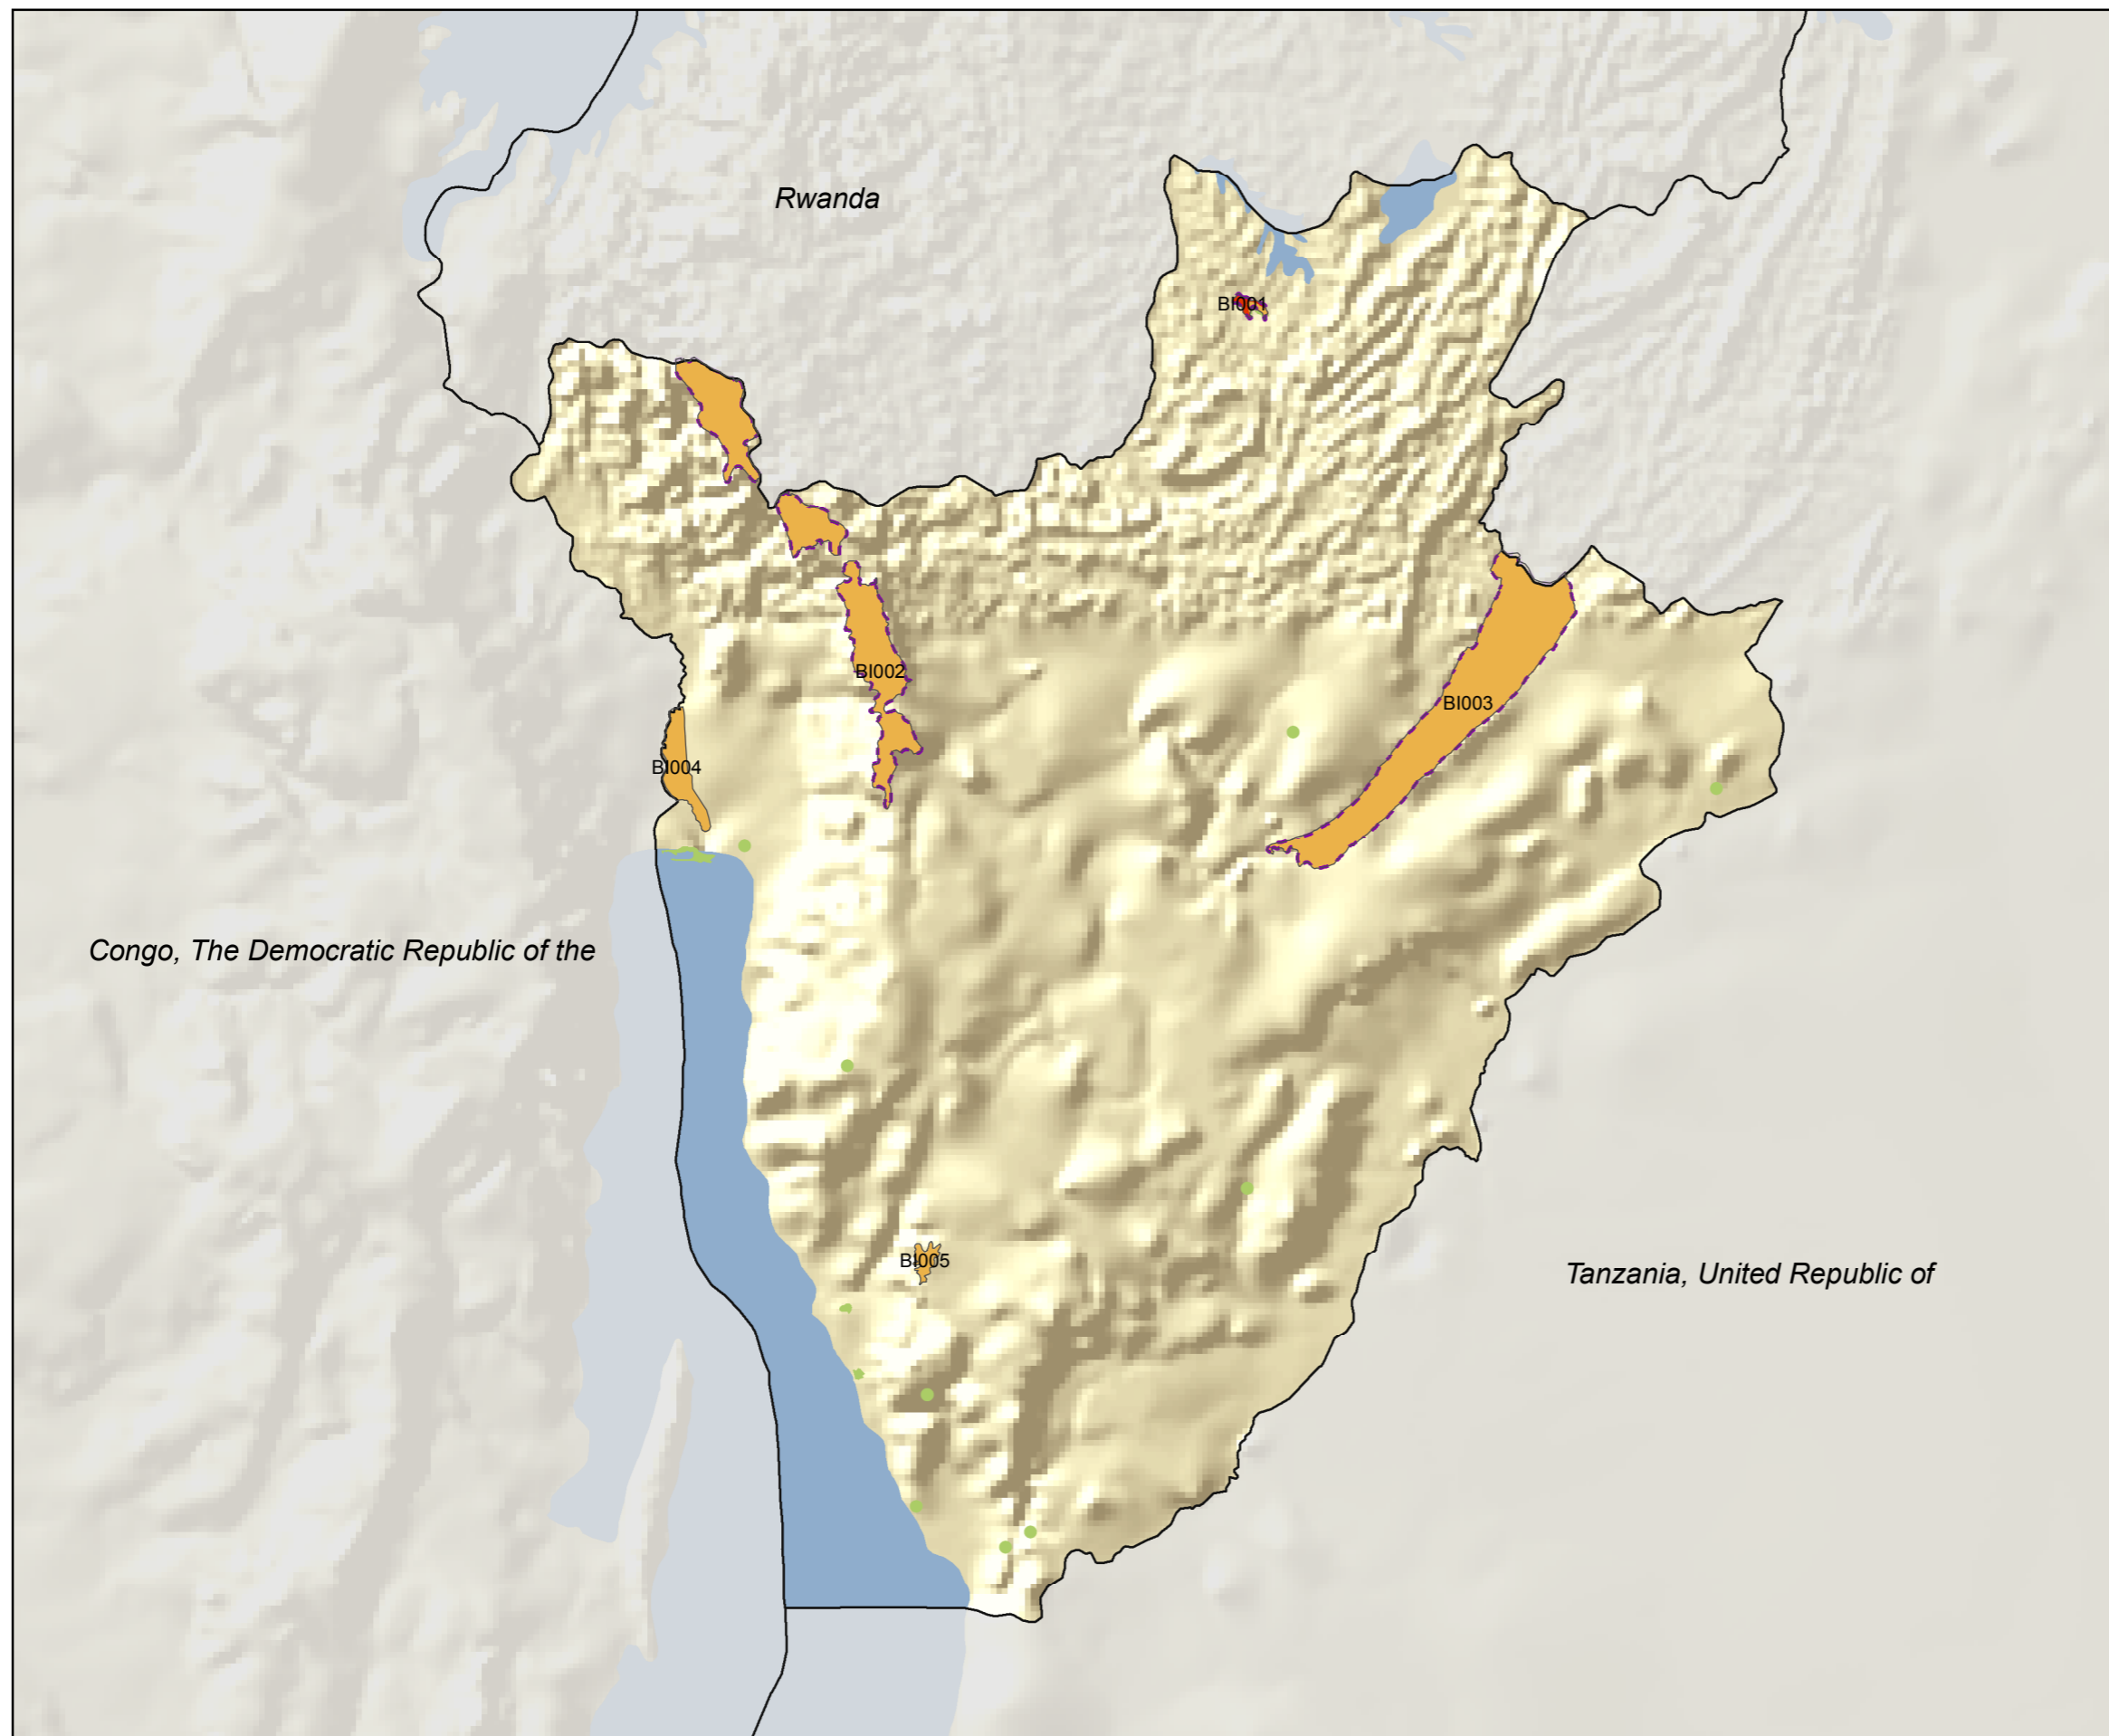 Rwanda
BI001
BI002
BI003
BI004
Congo, The Democratic Republic of the
BI005
Tanzania, United Republic of